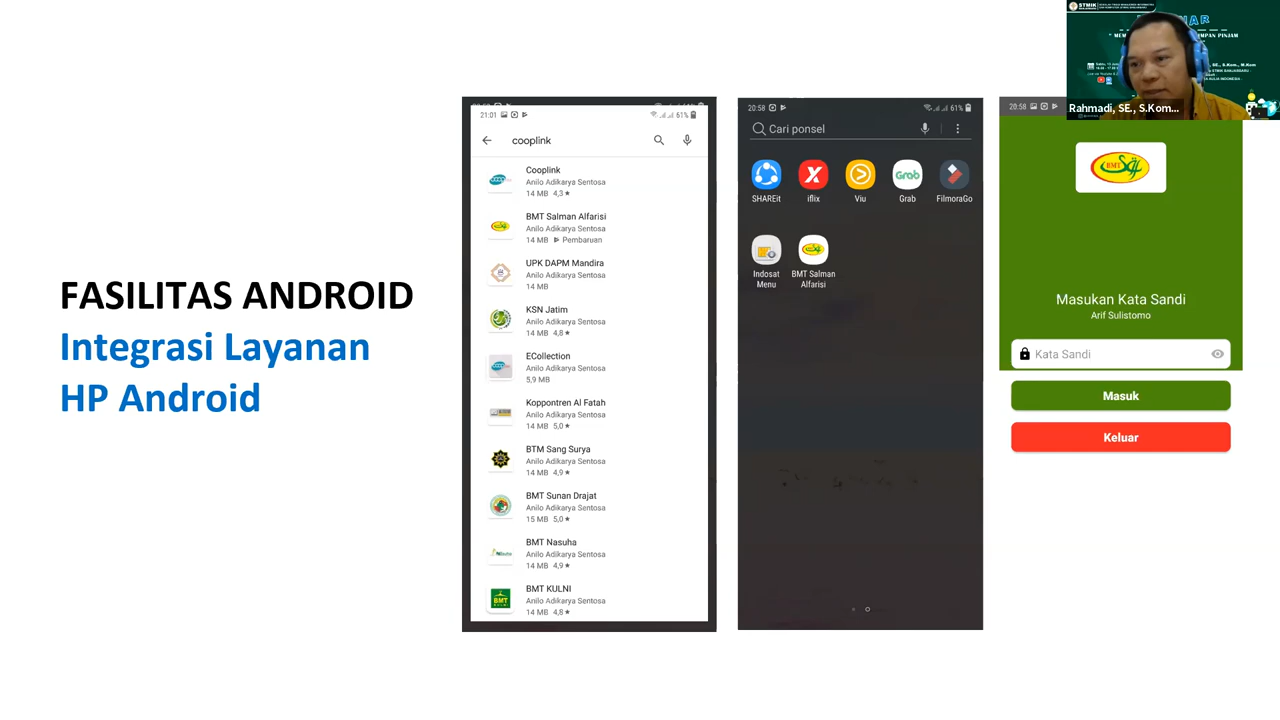 FASILITAS ANDROID
Integrasi Layanan
HP Android
21:01
61%
cooplink
Cooplink
Anilo Adikarya Sentosa
14 MB 4,3★
BMT Salman Alfarisi
Anilo Adikarya Sentosa
14 MB Pembaruan
UPK DAPM Mandira
Anilo Adikarya Sentosa
14 MB
KSN Jatim
Anilo Adikarya Sentosa
14 MB 4,8★
ECollection
Anilo Adikarya Sentosa
5,9 MB
Koppontren Al Fatah
Anilo Adikarya Sentosa
14 MB 5,0★
BTM Sang Surya
Anilo Adikarya Sentosa
14 MB 4,9★
BMT Sunan Drajat
Anilo Adikarya Sentosa
15 MB 5,0★
BMT Nasuha
Anilo Adikarya Sentosa
14 MB 4,9★
BMT KULNI
Anilo Adikarya Sentosa
14 MB 4,8★
20:58
61%
Cari ponsel
SHAREit iflix Viu Grab FilmoraGo
Indosat Menu
BMT Salman Alfarisi
20:58
BMT
Masukan Kata Sandi
Arif Sulistomo
Kata Sandi
Masuk
Keluar
STMIK
Rahmadi, SE., S.Kom...